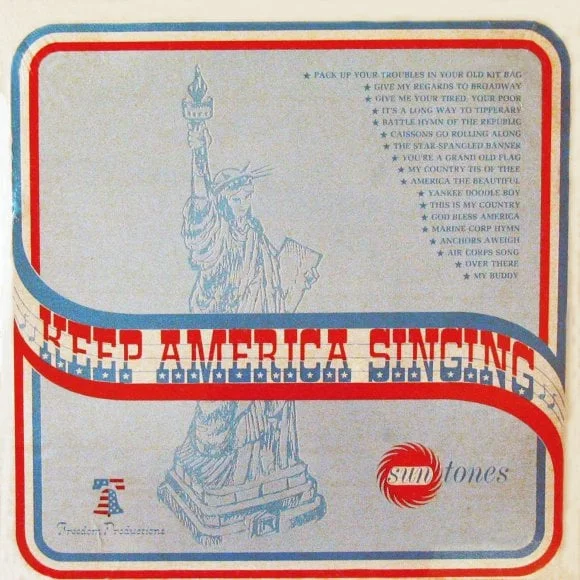 ★ PACK UP YOUR TROUBLES IN YOUR OLD KIT BAG
★ GIVE MY REGARDS TO BROADWAY
★ GIVE ME YOUR TIRED, YOUR POOR
★ IT'S A LONG WAY TO TIPPERARY
★ BATTLE HYMN OF THE REPUBLIC
★ CAISSONS GO ROLLING ALONG
★ THE STAR-SPANGLED BANNER
★ YOU'RE A GRAND OLD FLAG
★ MY COUNTRY TIS OF THEE
★ AMERICA THE BEAUTIFUL
★ YANKEE DOODLE BOY
★ THIS IS MY COUNTRY
★ GOD BLESS AMERICA
★ MARINE CORP HYMN
★ ANCHORS AWEIGH
★ AIR CORPS SONG
★ OVER THERE
★ MY BUDDY
KEEP AMERICA SINGING
sun tones
Freedom Productions